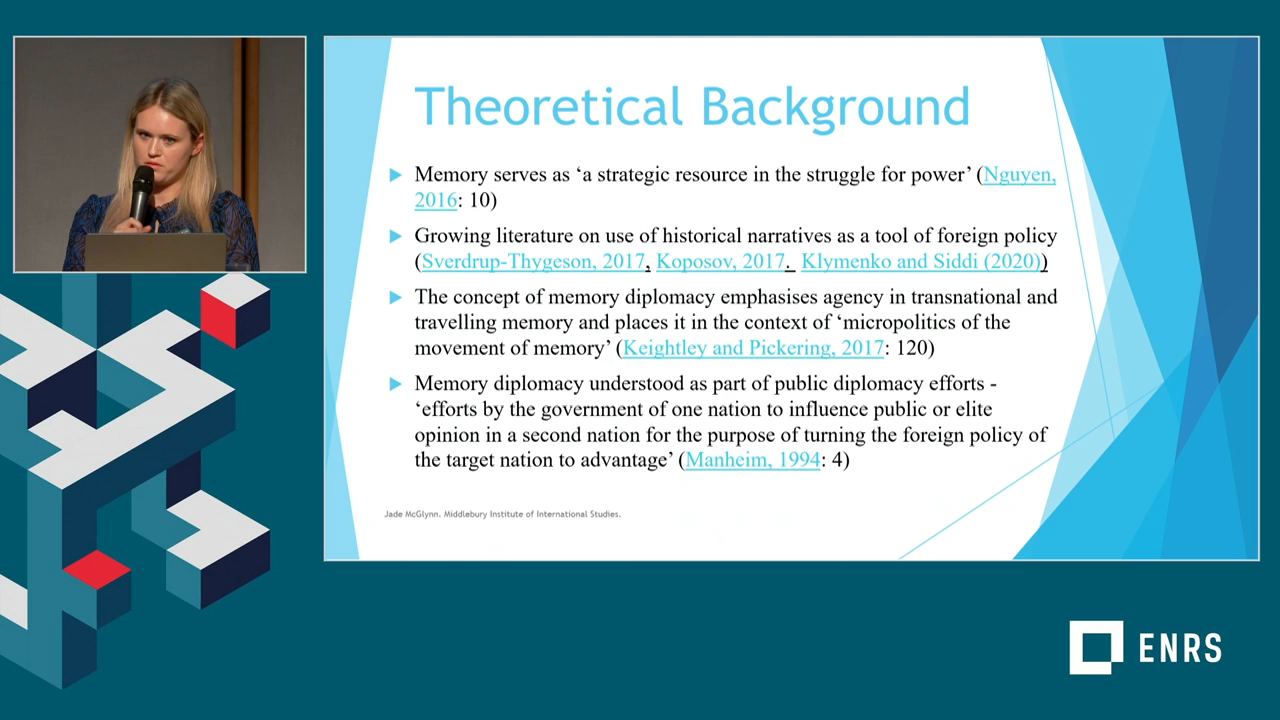 Theoretical Background
Memory serves as ‘a strategic resource in the struggle for power’ (Nguyen,
2016: 10)
Growing literature on use of historical narratives as a tool of foreign policy
(Sverdrup-Thygeson, 2017, Koposov, 2017. Klymenko and Siddi (2020))
The concept of memory diplomacy emphasises agency in transnational and
travelling memory and places it in the context of ‘micropolitics of the
movement of memory’ (Keightley and Pickering, 2017: 120)
Memory diplomacy understood as part of public diplomacy efforts -
‘efforts by the government of one nation to influence public or elite
opinion in a second nation for the purpose of turning the foreign policy of
the target nation to advantage’ (Manheim, 1994: 4)
Jade McGlynn. Middlebury Institute of International Studies.
ENRS